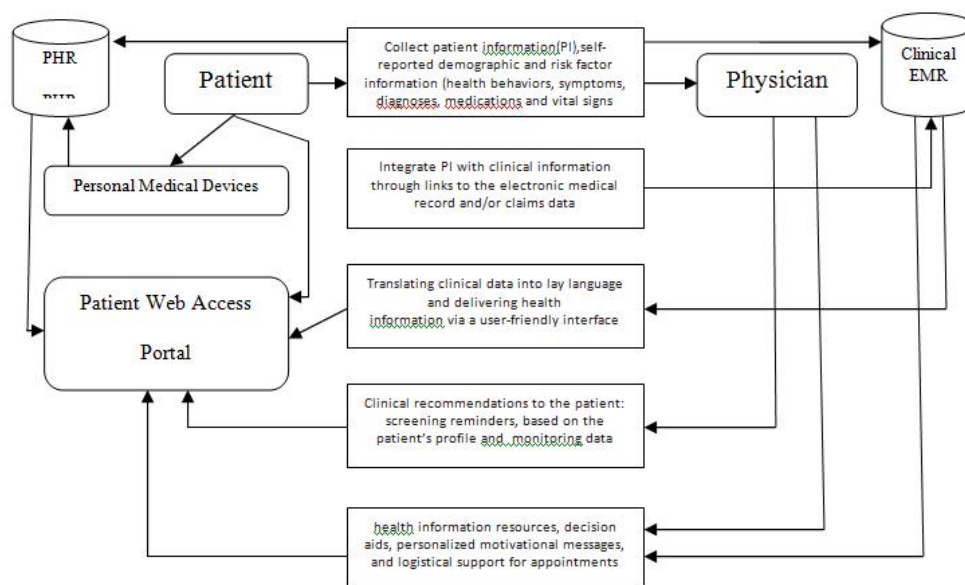 PHR
PHR
Patient
Collect patient information(PI),self-
reported demographic and risk factor
information (health behaviors, symptoms,
diagnoses, medications and vital signs
Physician
Clinical
EMR
Personal Medical Devices
Integrate PI with clinical information
through links to the electronic medical
record and/or claims data
Patient Web Access
Portal
Translating clinical data into lay language
and delivering health
information via a user-friendly interface
Clinical recommendations to the patient:
screening reminders, based on the
patient's profile and monitoring data
health information resources, decision
aids, personalized motivational messages,
and logistical support for appointments